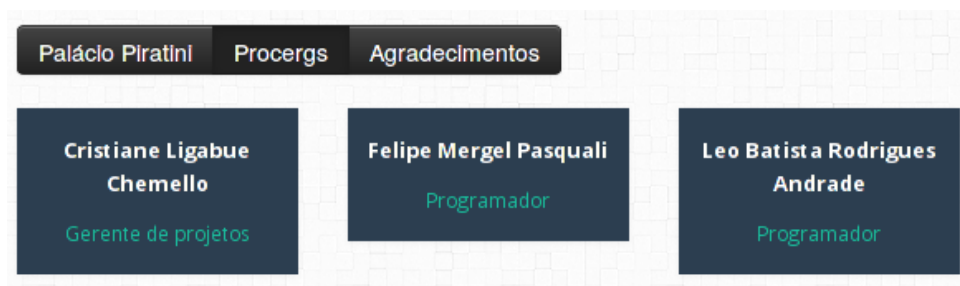 Palácio Piratini Procergs Agradecimentos
Cristiane Ligabue
Chemello
Gerente de projetos
Felipe Mergel Pasquali
Programador
Leo Batista Rodrigues
Andrade
Programador